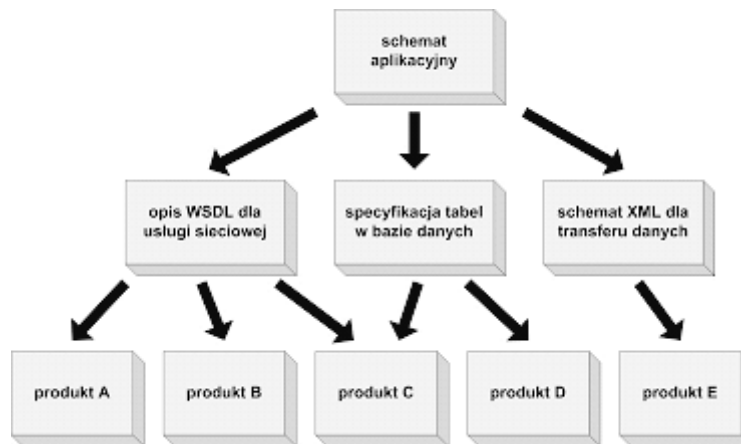 schemat
aplikacyjny
opis WSDL dla
usługi sieciowej
specyfikacja tabel
w bazie danych
schemat XML dla
transferu danych
produkt A
produkt B
produkt C
produkt D
produkt E